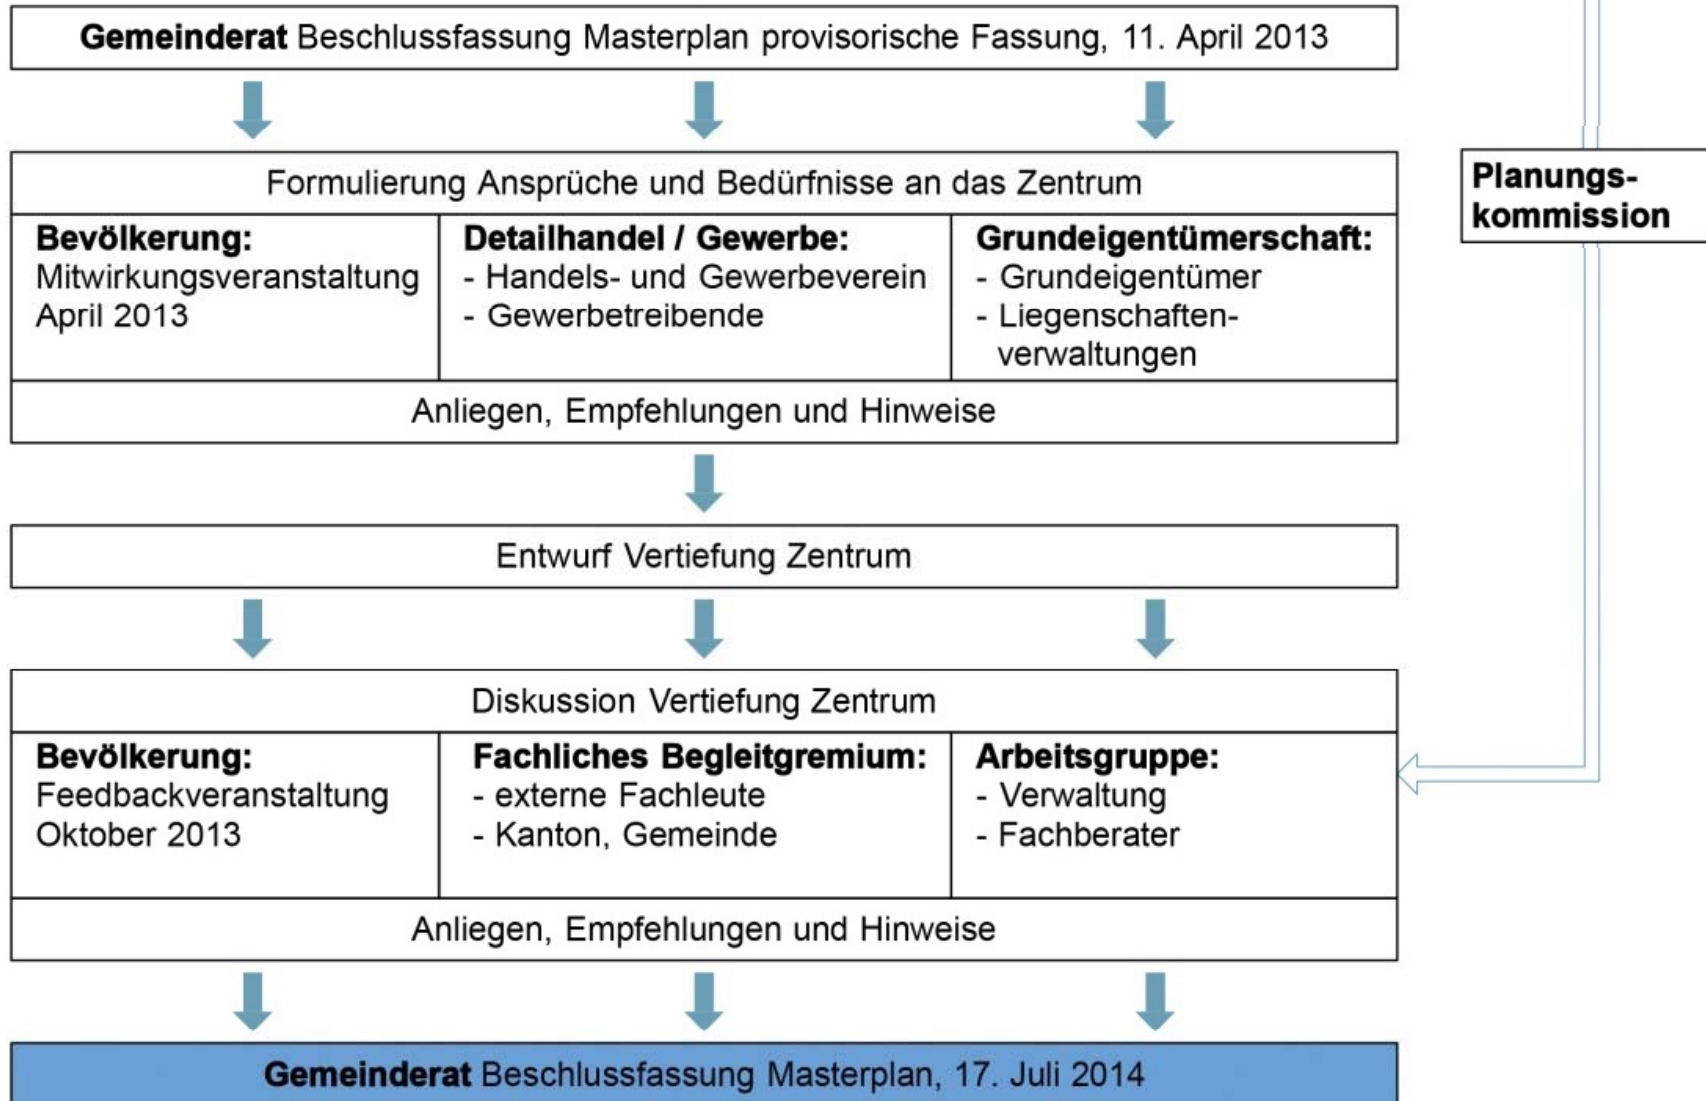 Gemeinderat Beschlussfassung Masterplan provisorische Fassung, 11. April 2013
Formulierung Ansprüche und Bedürfnisse an das Zentrum
Bevölkerung:
Mitwirkungsveranstaltung
April 2013
Detailhandel / Gewerbe:
- Handels- und Gewerbeverein
- Gewerbetreibende
Grundeigentümerschaft:
- Grundeigentümer
- Liegenschaften-
verwaltungen
Anliegen, Empfehlungen und Hinweise
Planungs-
kommission
Entwurf Vertiefung Zentrum
Diskussion Vertiefung Zentrum
Bevölkerung:
Feedbackveranstaltung
Oktober 2013
Fachliches Begleitgremium:
- externe Fachleute
- Kanton, Gemeinde
Arbeitsgruppe:
- Verwaltung
- Fachberater
Anliegen, Empfehlungen und Hinweise
Gemeinderat Beschlussfassung Masterplan, 17. Juli 2014